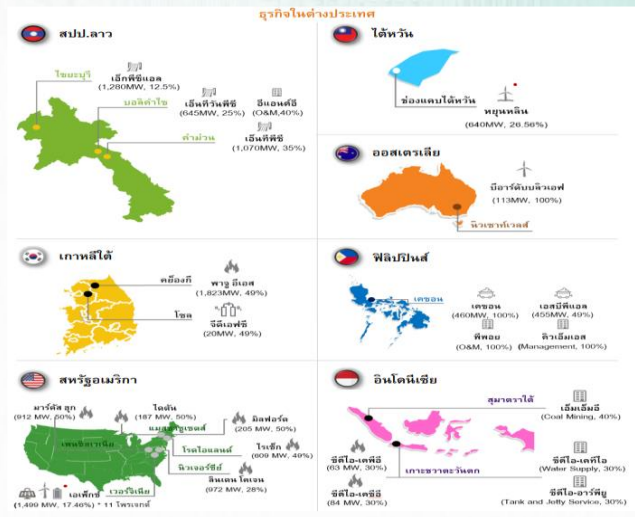 ธุรกิจในต่างประเทศ
สปป.ลาว
ไซยะบุรี
เอ็กพีซีแอล
(1,280MW, 12.5%)
บอลิคำไซ
เอ็นทีวันพีซี
(645MW, 25%)
อีแอนด์อี
(O&M,40%)
คำม่วน
เอ็นทีพีซี
(1,070MW, 35%)
ไต้หวัน
ช่องแคบไต้หวัน
หยุนหลิน
(640MW, 26.56%)
ออสเตรเลีย
บีอาร์ดับบลิวเอฟ
(113MW, 100%)
นิวเซาท์เวลส์
เกาหลีใต้
คย็องกี
พาจู อีเอส
(1,823MW, 49%)
โซล
จีดีเอฟซี
(20MW, 49%)
ฟิลิปปินส์
เคซอน
เคซอน
(460MW, 100%)
เอสบีพีแอล
(455MW, 49%)
พีพอย
(O&M, 100%)
คิวเอ็มเอส
(Management, 100%)
สหรัฐอเมริกา
มาร์คัส ฮุก
(912 MW, 50%)
ไดตัน
(187 MW, 50%)
แมสซาชูเซตส์
มิลฟอร์ด
(205 MW, 50%)
เพนซิลเวเนีย
โรดไอแลนด์
ไรเซ็ก
(609 MW, 49%)
นิวเจอร์ซีย์
ลินเดน โคเจน
(972 MW, 28%)
เวอร์จิเนีย
เอเพ็กซ์
(1,499 MW, 17.46%) * 11 โพรเจกต์
อินโดนีเซีย
สุมาตราใต้
เอ็มเอ็มอี
(Coal Mining, 40%)
เกาะชวาตะวันตก
ซีดีไอ-เคพีอี
(63 MW, 30%)
ซีดีไอ-เคทีไอ
(Water Supply, 30%)
ซีดีไอ-เคซีอี
(84 MW, 30%)
ซีดีไอ-อาร์พียู
(Tank and Jetty Service, 30%)